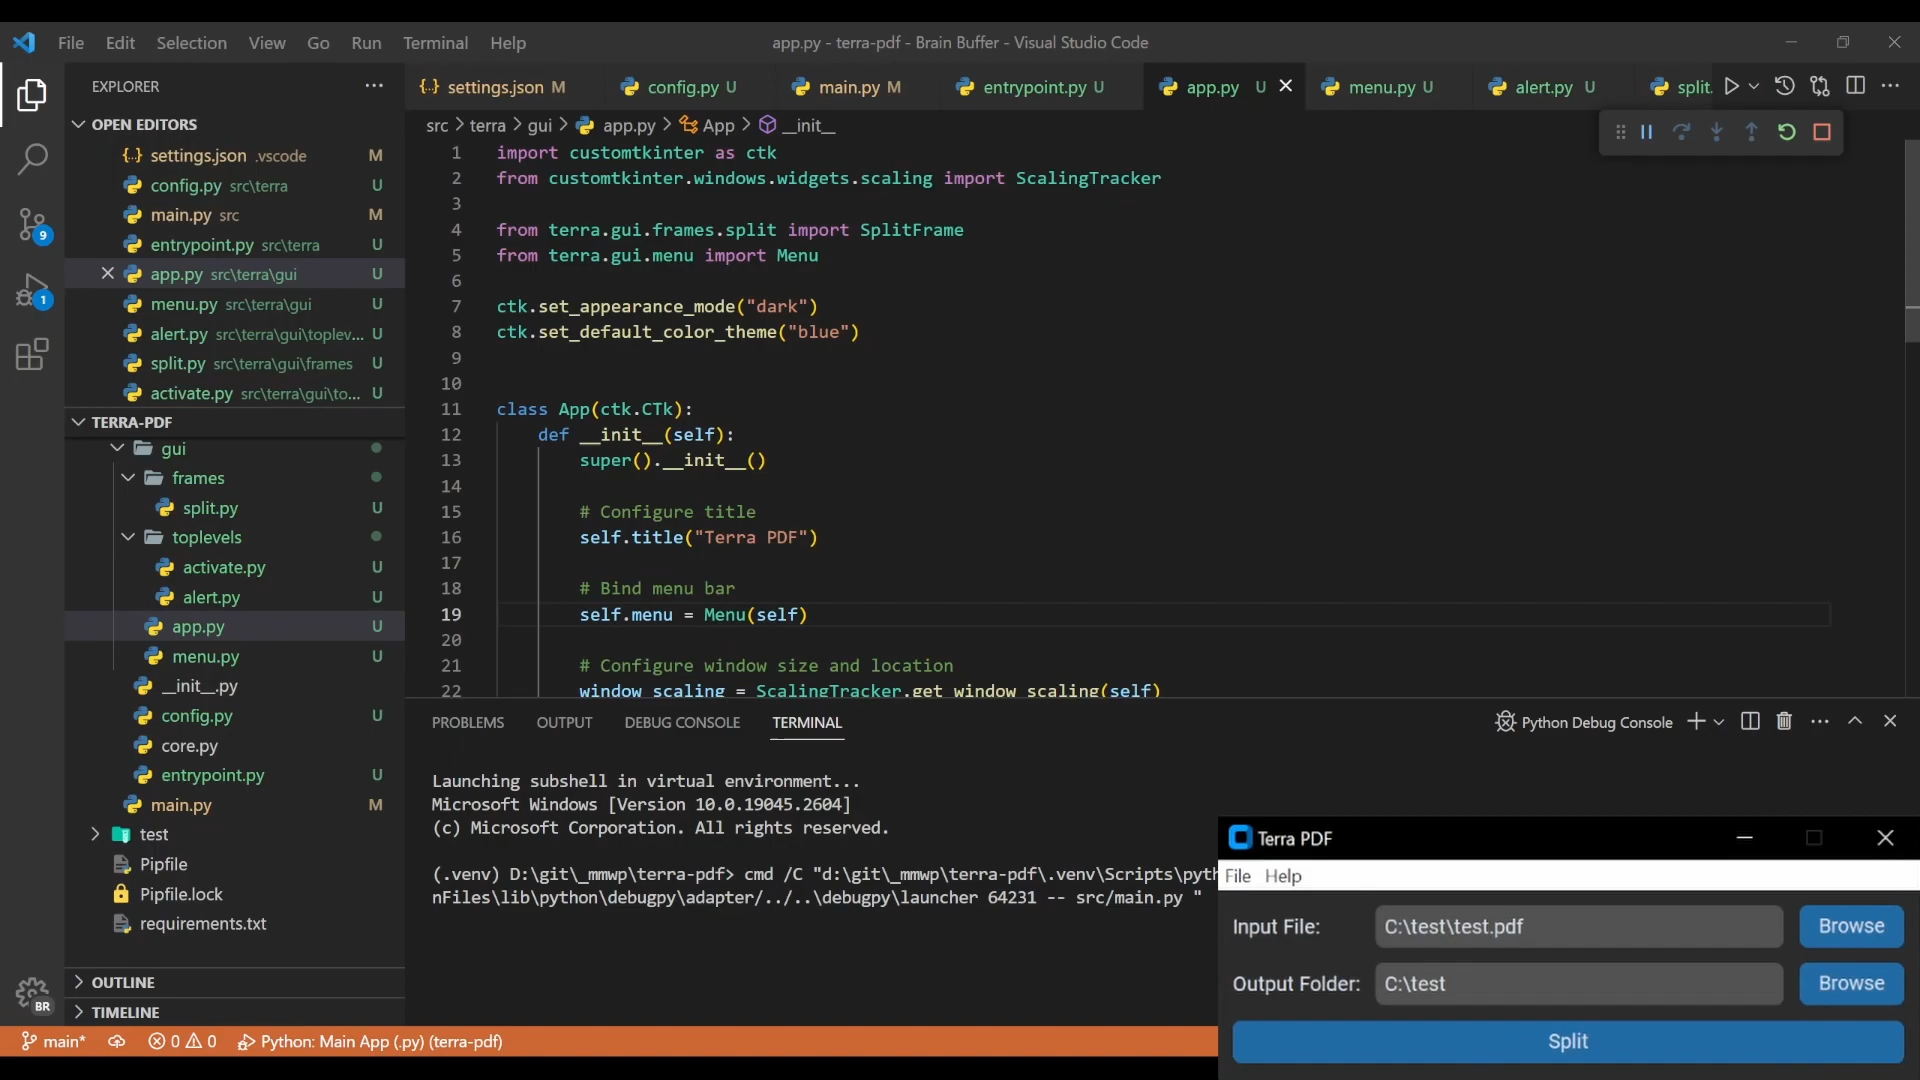 File Edit Selection View Go Run Terminal Help
app.py - terra-pdf - Brain Buffer - Visual Studio Code
EXPLORER
OPEN EDITORS
settings.json .vscode M
config.py src\terra U
main.py src M
entrypoint.py src\terra U
app.py src\terra\gui U
menu.py src\terra\gui U
alert.py src\terra\gui\toplev... U
split.py src\terra\gui\frames U
activate.py src\terra\gui\to... U
TERRA-PDF
gui
frames
split.py U
toplevels
activate.py U
alert.py U
app.py U
menu.py U
__init__.py
config.py U
core.py
entrypoint.py U
main.py M
test
Pipfile
Pipfile.lock
requirements.txt
OUTLINE
TIMELINE
9
1
BR
settings.json M config.py U main.py M entrypoint.py U app.py U menu.py U alert.py U split.
src > terra > gui > app.py > App > __init__
1 import customtkinter as ctk
2 from customtkinter.windows.widgets.scaling import ScalingTracker
3
4 from terra.gui.frames.split import SplitFrame
5 from terra.gui.menu import Menu
6
7 ctk.set_appearance_mode("dark")
8 ctk.set_default_color_theme("blue")
9
10
11 class App(ctk.CTk):
12 def __init__(self):
13 super().__init__()
14
15 # Configure title
16 self.title("Terra PDF")
17
18 # Bind menu bar
19 self.menu = Menu(self)
20
21 # Configure window size and location
22 window_scaling = ScalingTracker.get_window_scaling(self)
PROBLEMS OUTPUT DEBUG CONSOLE TERMINAL
Python Debug Console
Launching subshell in virtual environment...
Microsoft Windows [Version 10.0.19045.2604]
(c) Microsoft Corporation. All rights reserved.
(.venv) D:\git\_mmwp\terra-pdf> cmd /C "d:\git\_mmwp\terra-pdf\.venv\Scripts\pyth
nFiles\lib\python\debugpy\adapter/../..\debugpy\launcher 64231 -- src/main.py "
Terra PDF
File Help
Input File: C:\test\test.pdf Browse
Output Folder: C:\test Browse
Split
main* 0 0 Python: Main App (.py) (terra-pdf)